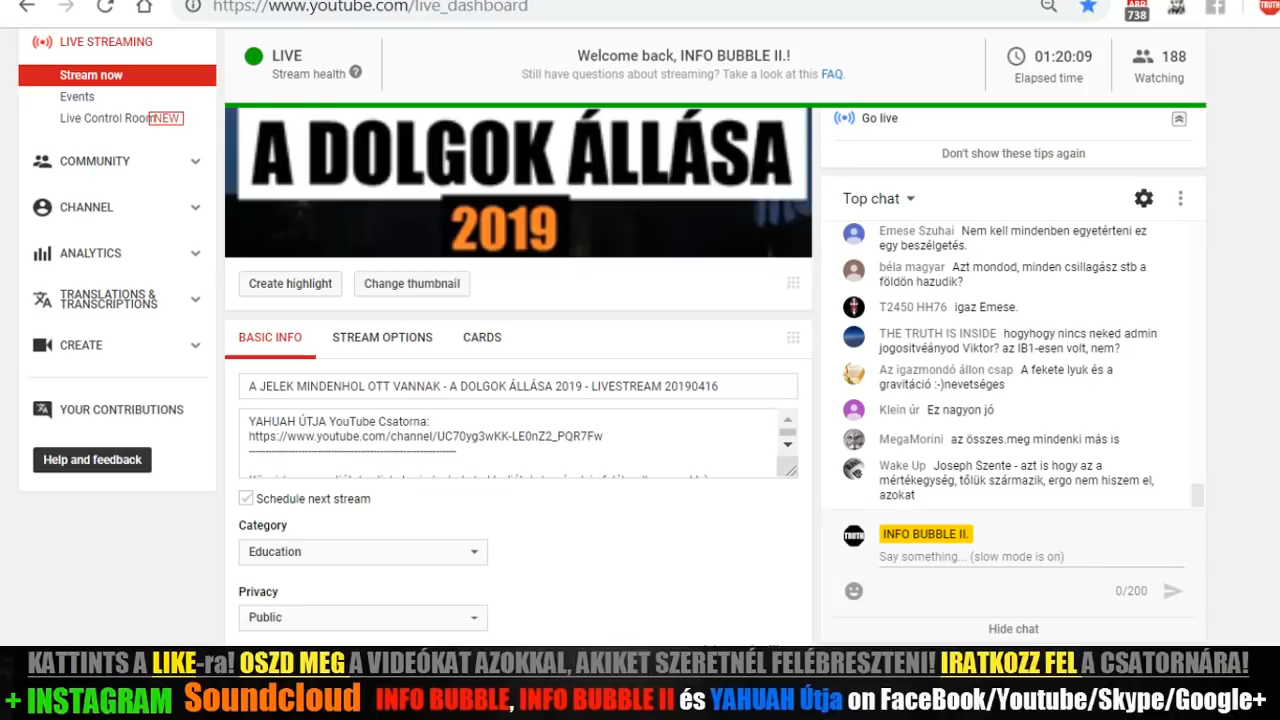 https://www.youtube.com/live_dashboard
738
TRUTH
LIVE STREAMING
Stream now
Events
Live Control Room NEW
COMMUNITY
CHANNEL
ANALYTICS
TRANSLATIONS &
TRANSCRIPTIONS
CREATE
YOUR CONTRIBUTIONS
Help and feedback
LIVE
Stream health
Welcome back, INFO BUBBLE II.!
Still have questions about streaming? Take a look at this FAQ.
01:20:09
Elapsed time
188
Watching
A DOLGOK ÁLLÁSA
2019
Create highlight
Change thumbnail
BASIC INFO
STREAM OPTIONS
CARDS
A JELEK MINDENHOL OTT VANNAK - A DOLGOK ÁLLÁSA 2019 - LIVESTREAM 20190416
YAHUAH ÚTJA YouTube Csatorna:
https://www.youtube.com/channel/UC70yg3wKK-LE0nZ2_PQR7Fw
Schedule next stream
Category
Education
Privacy
Public
Go live
Don't show these tips again
Top chat
Emese Szuhai Nem kell mindenben egyetérteni ez
egy beszélgetés.
béla magyar Azt mondod, minden csillagász stb a
földön hazudik?
T2450 HH76 igaz Emese.
THE TRUTH IS INSIDE hogyhogy nincs neked admin
jogositvéanyod Viktor? az IB1-esen volt, nem?
Az igazmondó állon csap A fekete lyuk és a
gravitáció :-)nevetséges
Klein úr Ez nagyon jó
MegaMorini az összes.meg mindenki más is
Wake Up Joseph Szente - azt is hogy az a
mértékegység, tőlük származik, ergo nem hiszem el,
azokat
TRUTH
INFO BUBBLE II.
Say something... (slow mode is on)
0/200
Hide chat
KATTINTS A LIKE-ra! OSZD MEG A VIDEÓKAT AZOKKAL, AKIKET SZERETNÉL FELÉBRESZTENI! IRATKOZZ FEL A CSATORNÁRA!
+ INSTAGRAM Soundcloud INFO BUBBLE, INFO BUBBLE II és YAHUAH Útja on FaceBook/Youtube/Skype/Google+